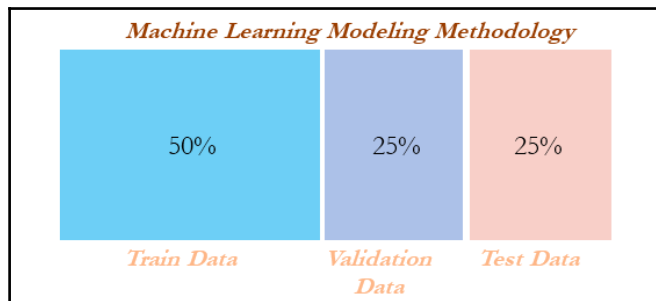 Machine Learning Modeling Methodology
50%
25%
25%
Train Data
Validation
Data
Test Data